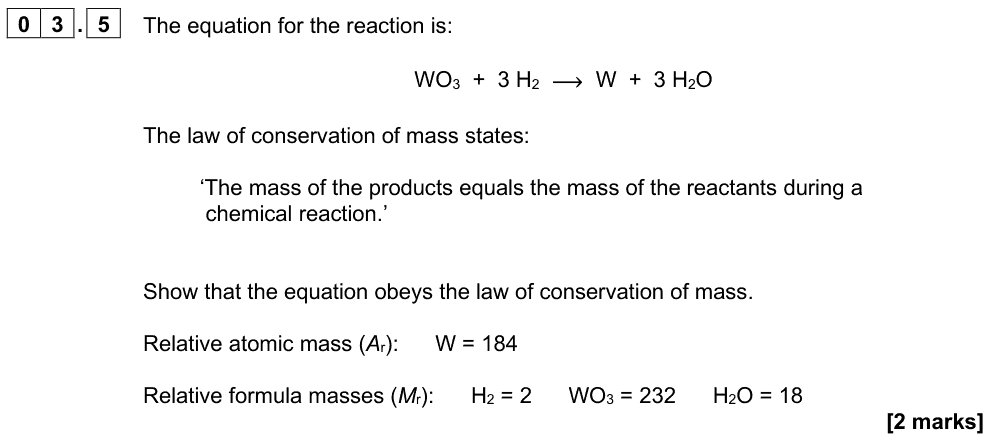 0 3 . 5 The equation for the reaction is:
WO₃ + 3 H₂ ⟶ W + 3 H₂O
The law of conservation of mass states:
‘The mass of the products equals the mass of the reactants during a
chemical reaction.’
Show that the equation obeys the law of conservation of mass.
Relative atomic mass (Aᵣ): W = 184
Relative formula masses (Mᵣ): H₂ = 2 WO₃ = 232 H₂O = 18
[2 marks]